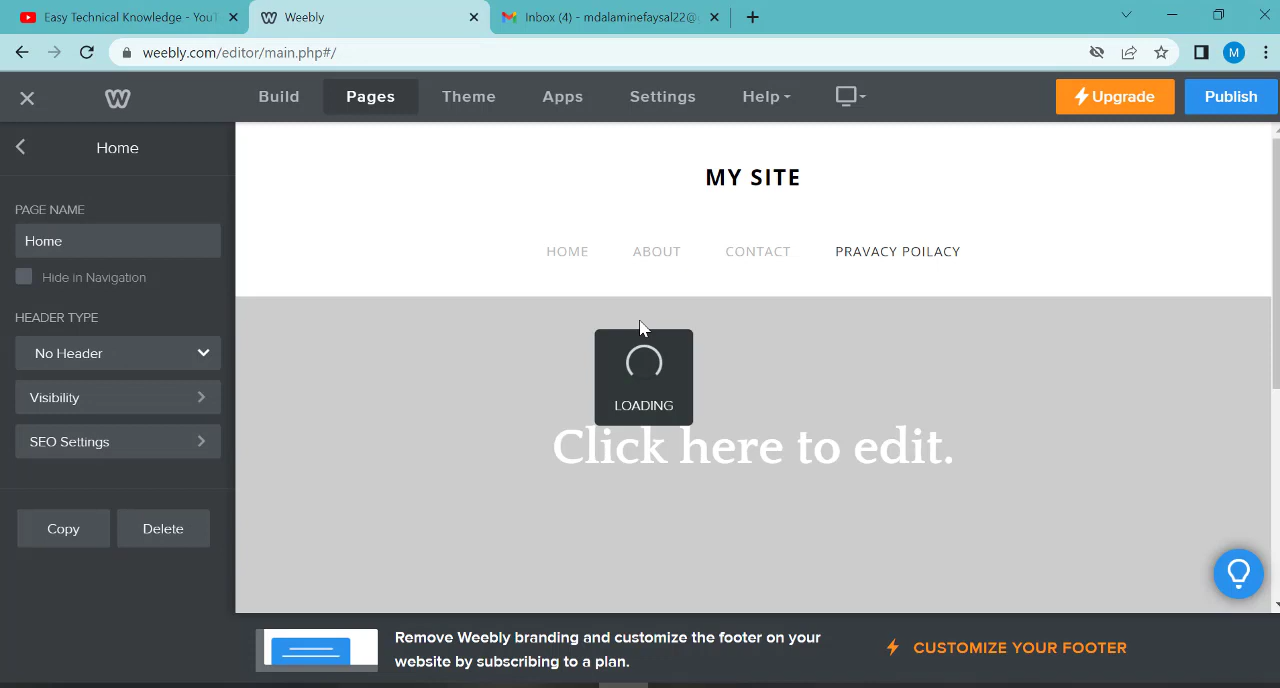 Easy Technical Knowledge - YouT
Weebly
Inbox (4) - mdalaminefaysal22@
weebly.com/editor/main.php#/
M
Build
Pages
Theme
Apps
Settings
Help
Upgrade
Publish
Home
PAGE NAME
Home
Hide in Navigation
HEADER TYPE
No Header
Visibility
SEO Settings
Copy
Delete
MY SITE
HOME
ABOUT
CONTACT
PRAVACY POILACY
LOADING
Click here to edit.
Remove Weebly branding and customize the footer on your
website by subscribing to a plan.
CUSTOMIZE YOUR FOOTER